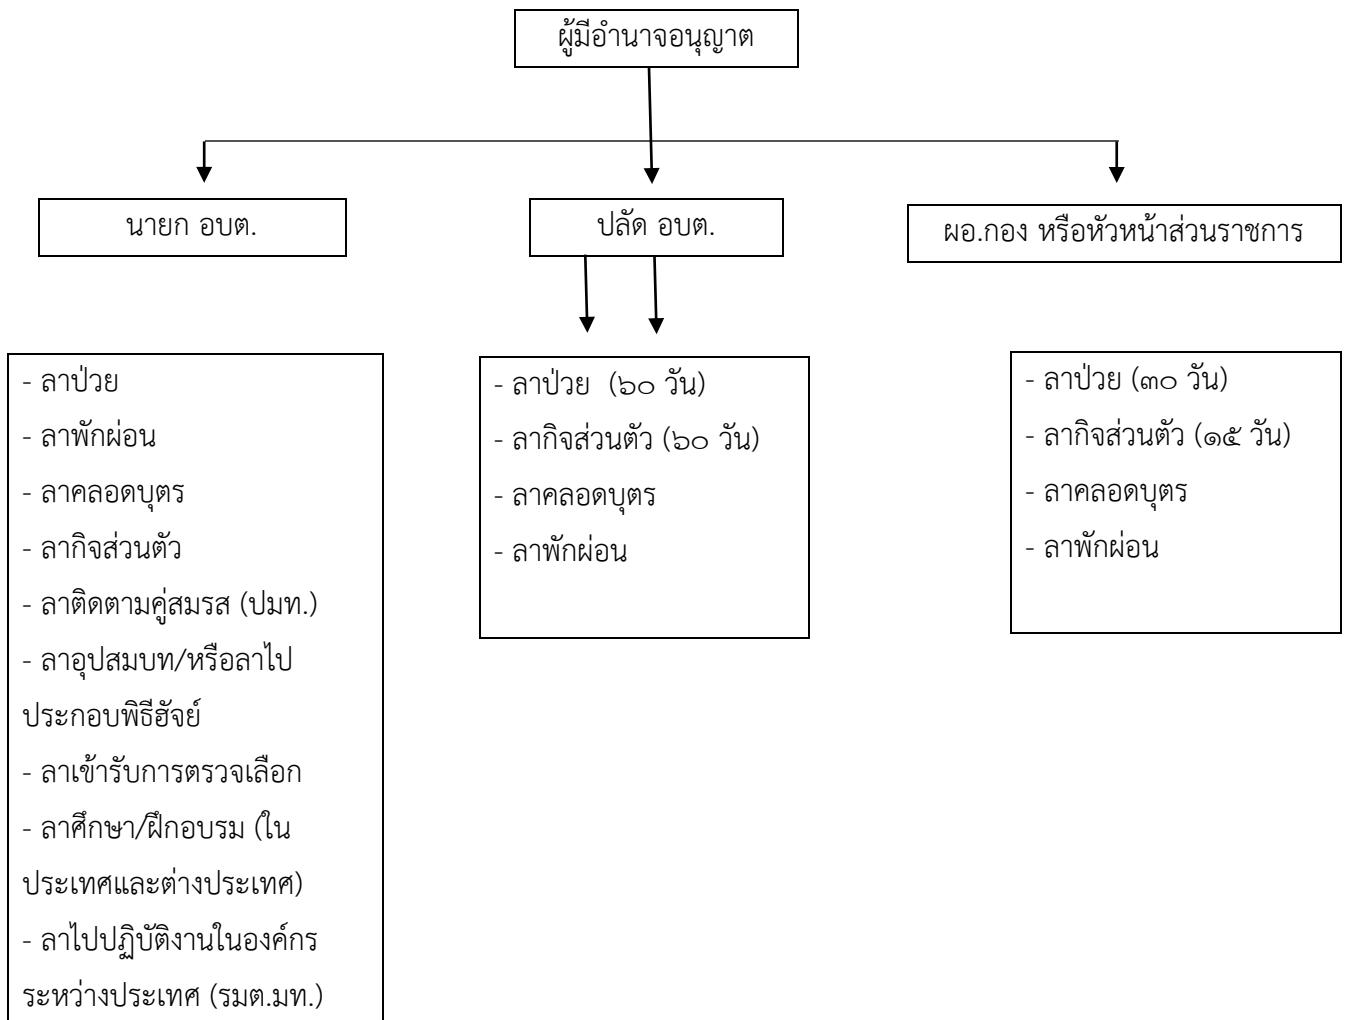 ผู้มีอำนาจอนุญาต
นายก อบต.
ปลัด อบต.
ผอ.กอง หรือหัวหน้าส่วนราชการ
- ลาป่วย
- ลาพักผ่อน
- ลาคลอดบุตร
- ลากิจส่วนตัว
- ลาติดตามคู่สมรส (ปมท.)
- ลาอุปสมบท/หรือลาไป
ประกอบพิธีฮัจย์
- ลาเข้ารับการตรวจเลือก
- ลาศึกษา/ฝึกอบรม (ใน
ประเทศและต่างประเทศ)
- ลาไปปฏิบัติงานในองค์กร
ระหว่างประเทศ (รมต.มท.)
- ลาป่วย (๖๐ วัน)
- ลากิจส่วนตัว (๖๐ วัน)
- ลาคลอดบุตร
- ลาพักผ่อน
- ลาป่วย (๓๐ วัน)
- ลากิจส่วนตัว (๑๕ วัน)
- ลาคลอดบุตร
- ลาพักผ่อน